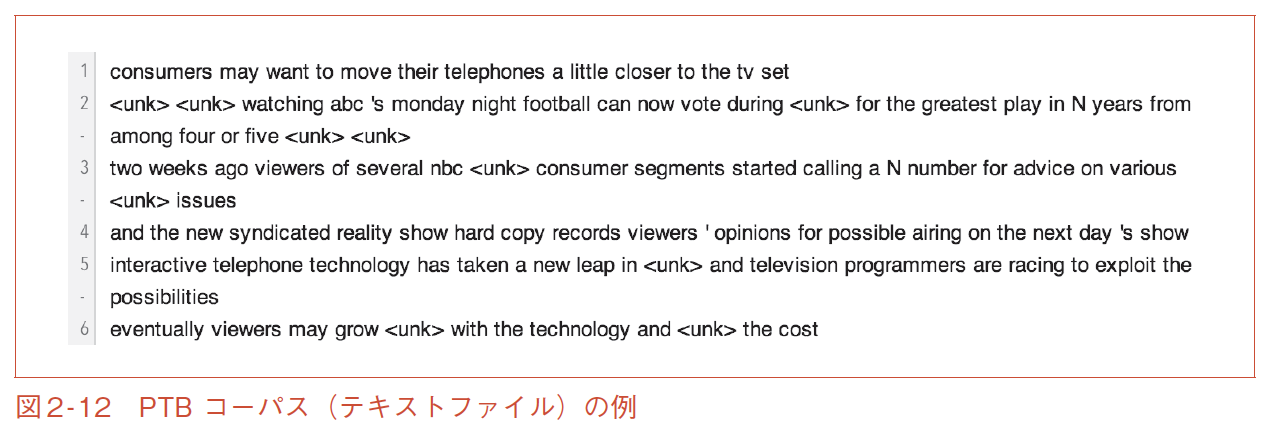 1 consumers may want to move their telephones a little closer to the tv set
2 <unk> <unk> watching abc 's monday night football can now vote during <unk> for the greatest play in N years from
- among four or five <unk> <unk>
3 two weeks ago viewers of several nbc <unk> consumer segments started calling a N number for advice on various
- <unk> issues
4 and the new syndicated reality show hard copy records viewers ' opinions for possible airing on the next day 's show
5 interactive telephone technology has taken a new leap in <unk> and television programmers are racing to exploit the
- possibilities
6 eventually viewers may grow <unk> with the technology and <unk> the cost
図2-12 PTB コーパス（テキストファイル）の例